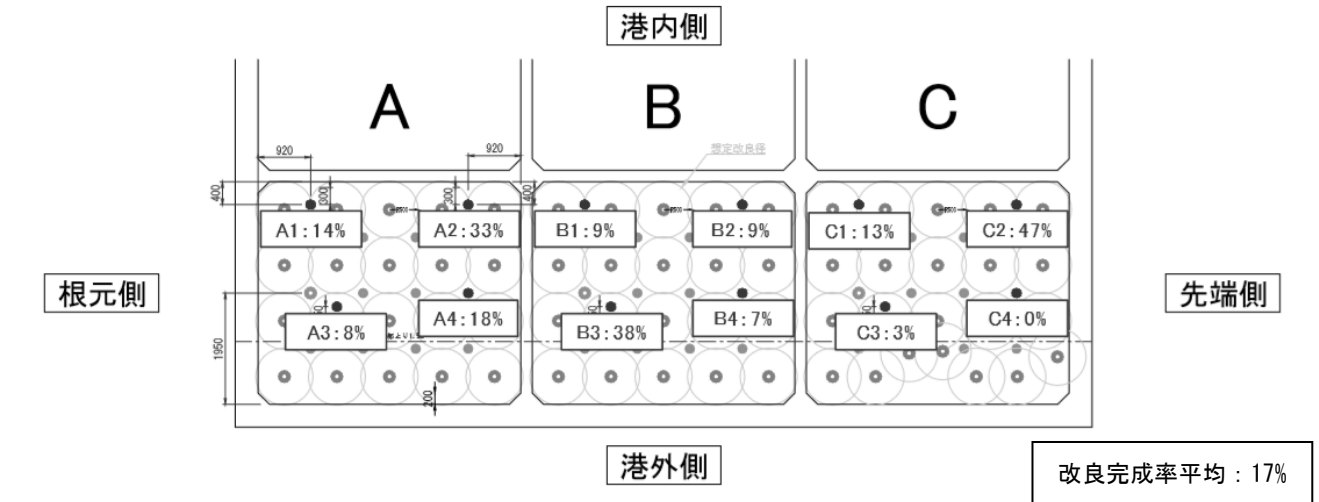 港内側
A
B
C
920
920
想定改良径
400
300
300
400
A1:14%
A2:33%
B1:9%
B2:9%
C1:13%
C2:47%
根元側
先端側
A3:8%
A4:18%
B3:38%
B4:7%
C3:3%
C4:0%
1950
200
港外側
改良完成率平均:17%